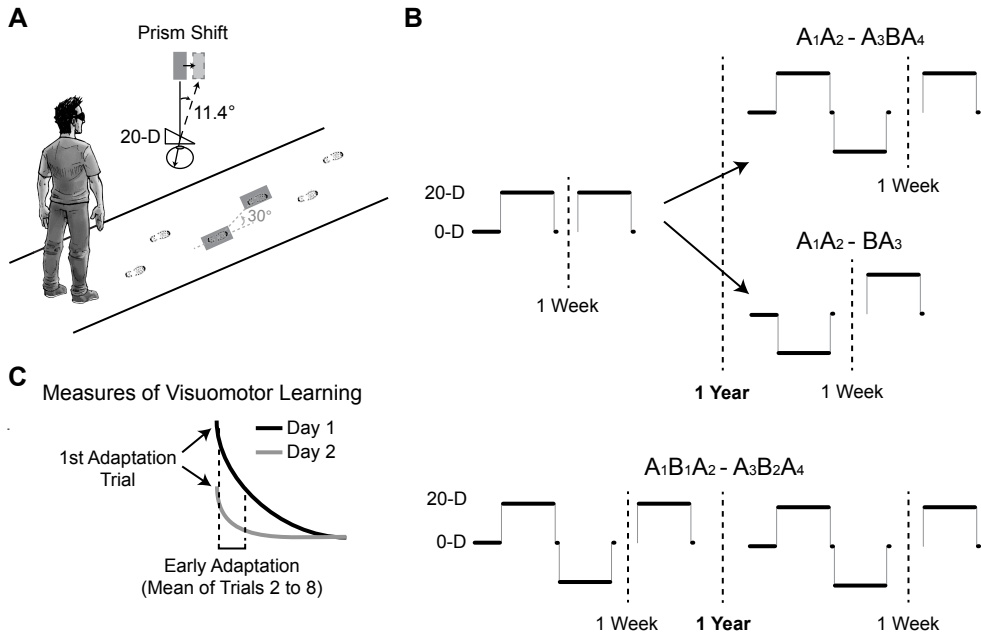 A
Prism Shift
11.4°
20-D
30°
B
A₁A₂ - A₃BA₄
1 Week
20-D
0-D
1 Week
A₁A₂ - BA₃
1 Year
1 Week
C
Measures of Visuomotor Learning
Day 1
Day 2
1st Adaptation
Trial
Early Adaptation
(Mean of Trials 2 to 8)
A₁B₁A₂ - A₃B₂A₄
20-D
0-D
1 Week
1 Year
1 Week